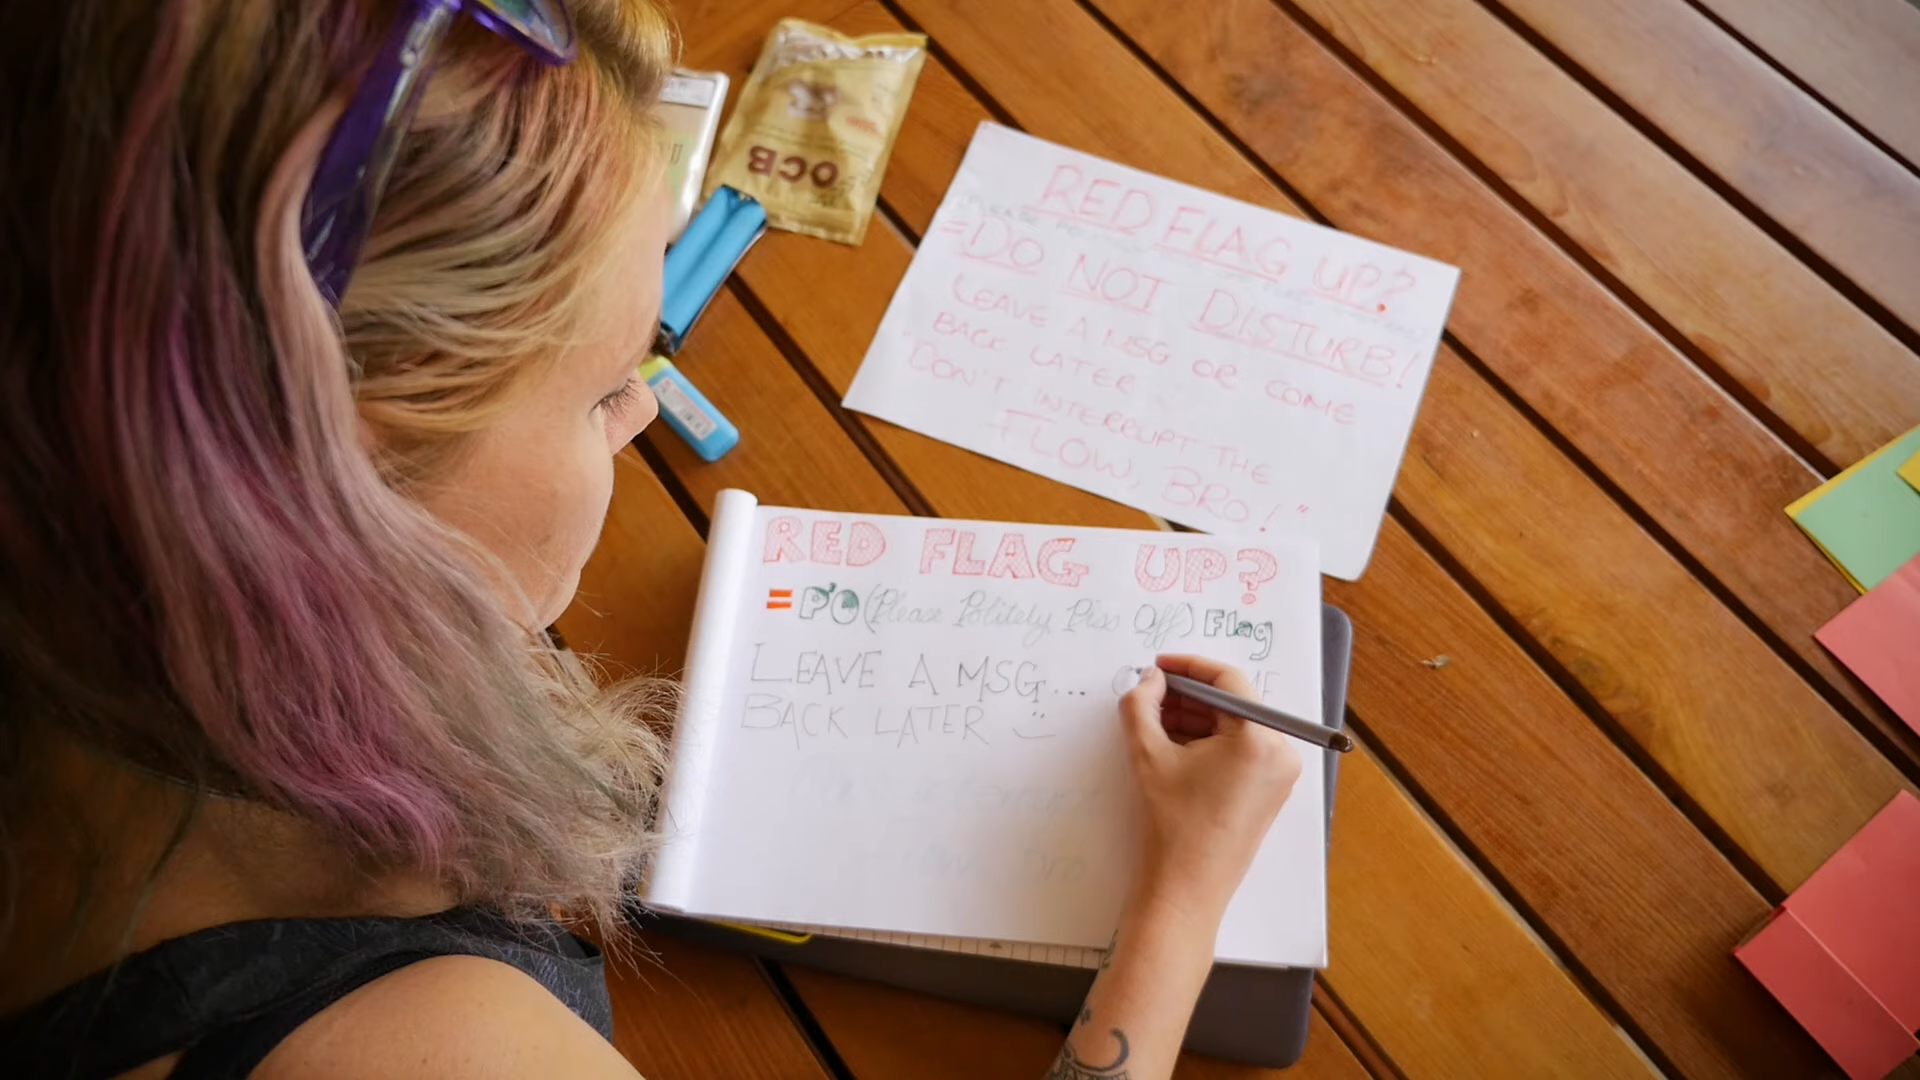 OCB
RED FLAG UP?
=DO NOT DISTURB!
LEAVE A MSG OR COME
BACK LATER
"DON'T INTERRUPT THE
FLOW, BRO!"
RED FLAG UP?
=P'O (Please Politely Piss Off) Flag
LEAVE A MSG...
BACK LATER